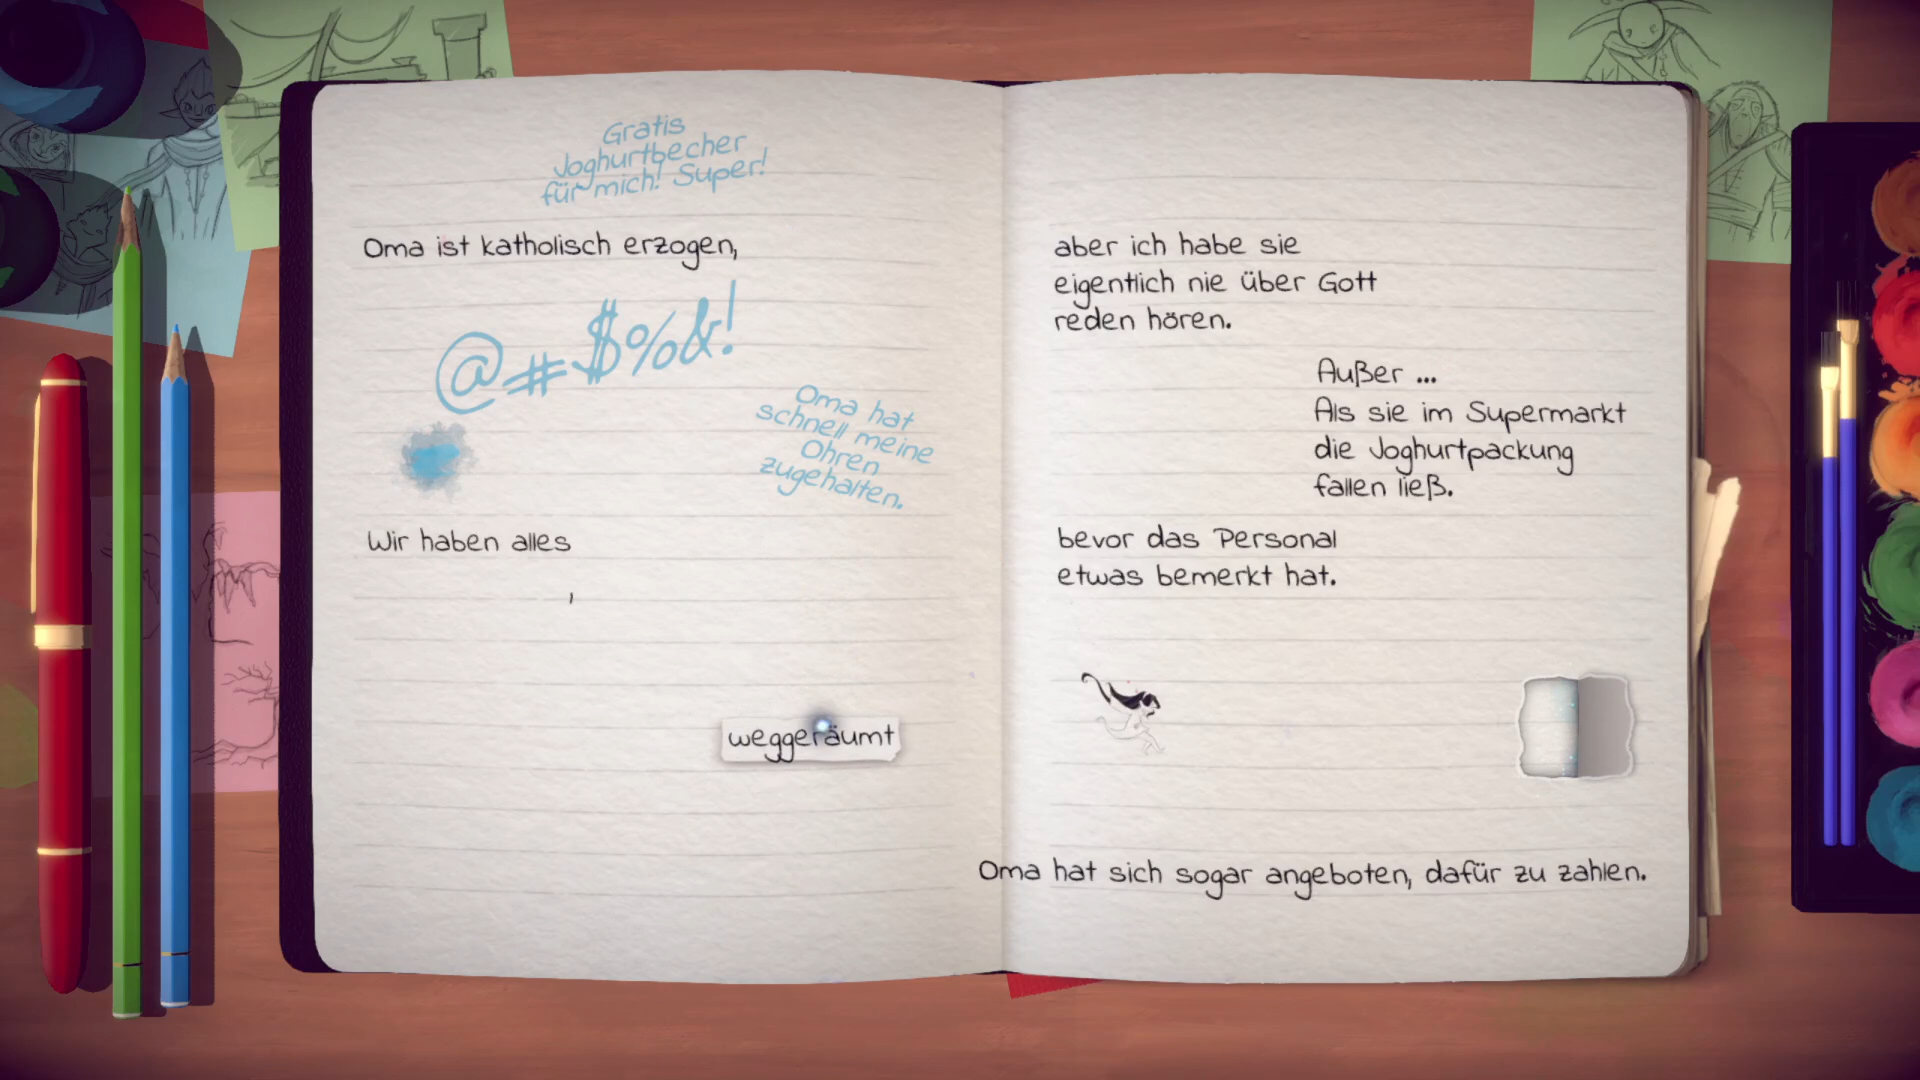 Gratis
Joghurtbecher
für mich! Super!
Oma ist katholisch erzogen,
@#$%&!
Oma hat
schnell meine
Ohren
zugehalten.
Wir haben alles
,
weggeräumt
aber ich habe sie
eigentlich nie über Gott
reden hören.
Außer ...
Als sie im Supermarkt
die Joghurtpackung
fallen ließ.
bevor das Personal
etwas bemerkt hat.
Oma hat sich sogar angeboten, dafür zu zahlen.